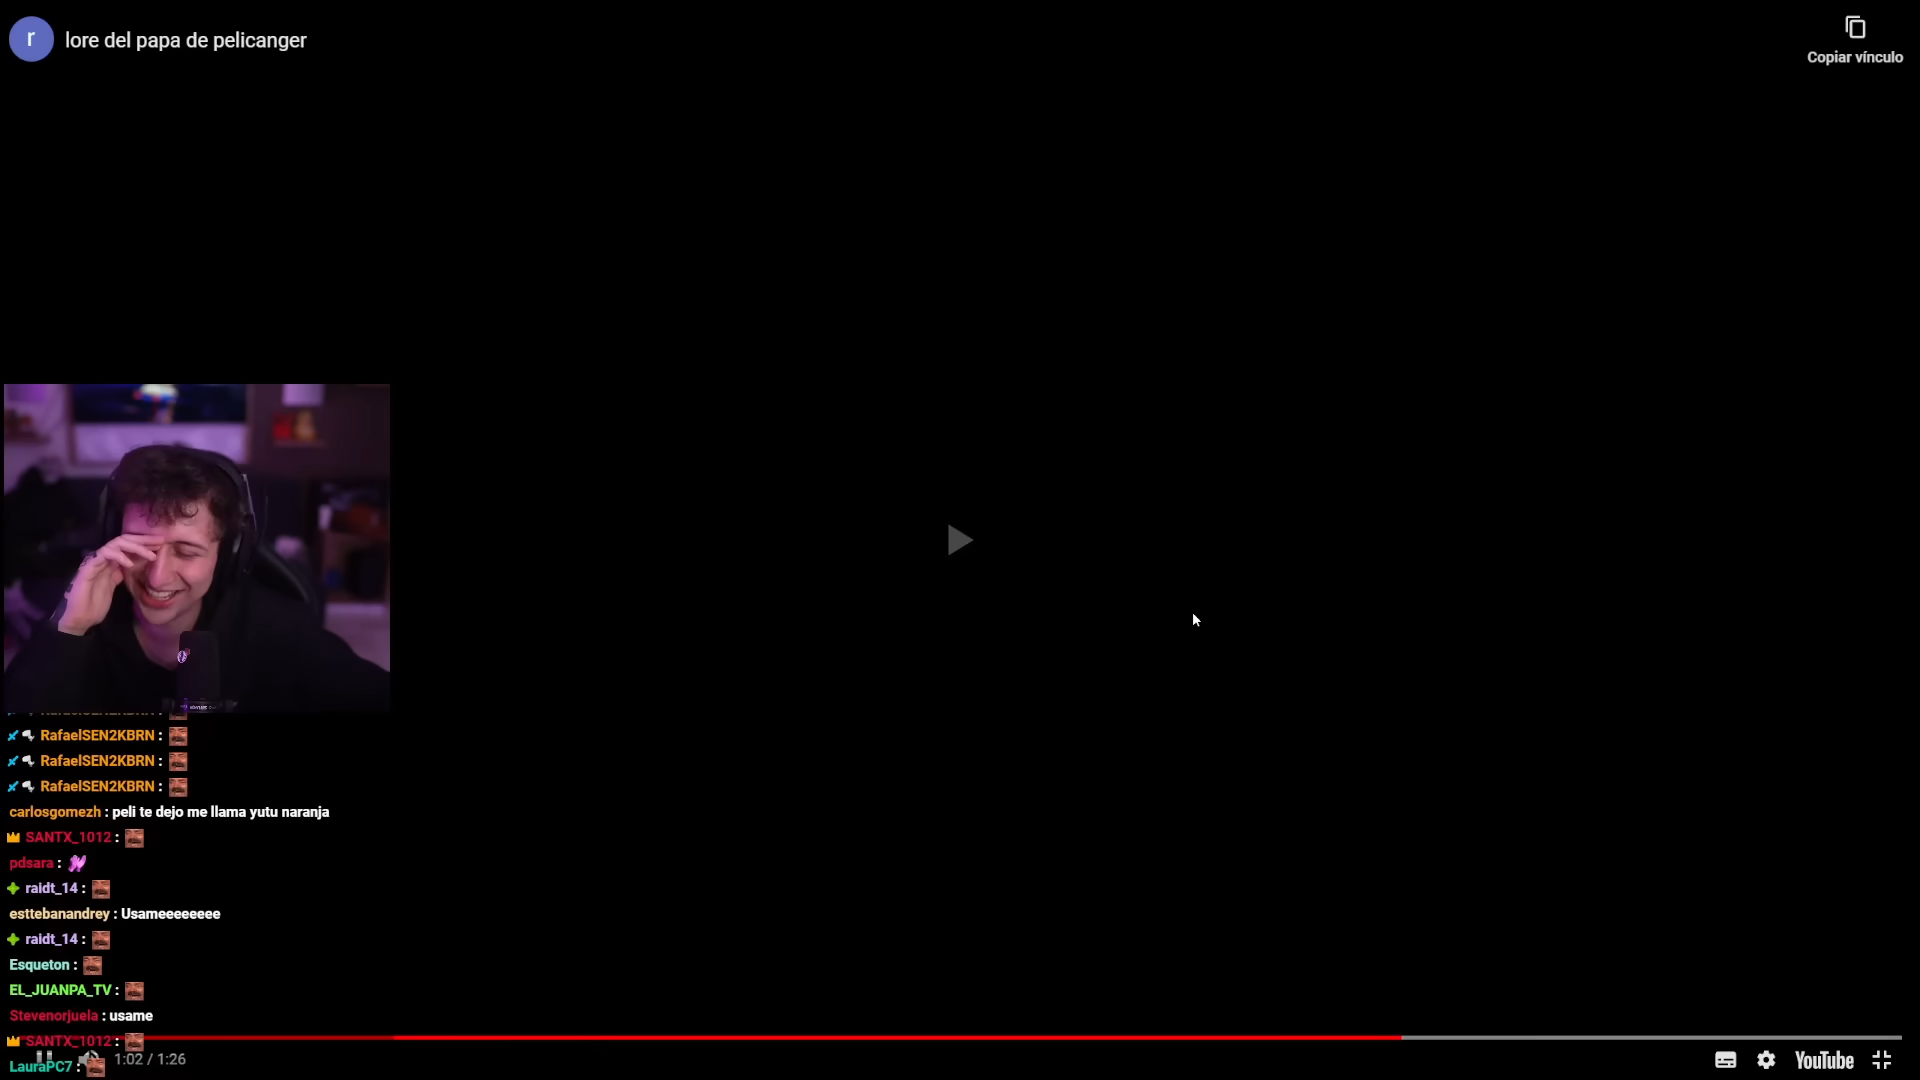 r
lore del papa de pelicanger
Copiar vínculo
RafaelSEN2KBRN :
RafaelSEN2KBRN :
RafaelSEN2KBRN :
carlosgomezh : peli te dejo me llama yutu naranja
SANTX_1012 :
pdsara :
raidt_14 :
esttebanandrey : Usameeeeeeee
raidt_14 :
Esqueton :
EL_JUANPA_TV :
Stevenorjuela : usame
SANTX_1012 :
LauraPC7 :
1:02 / 1:26
YouTube